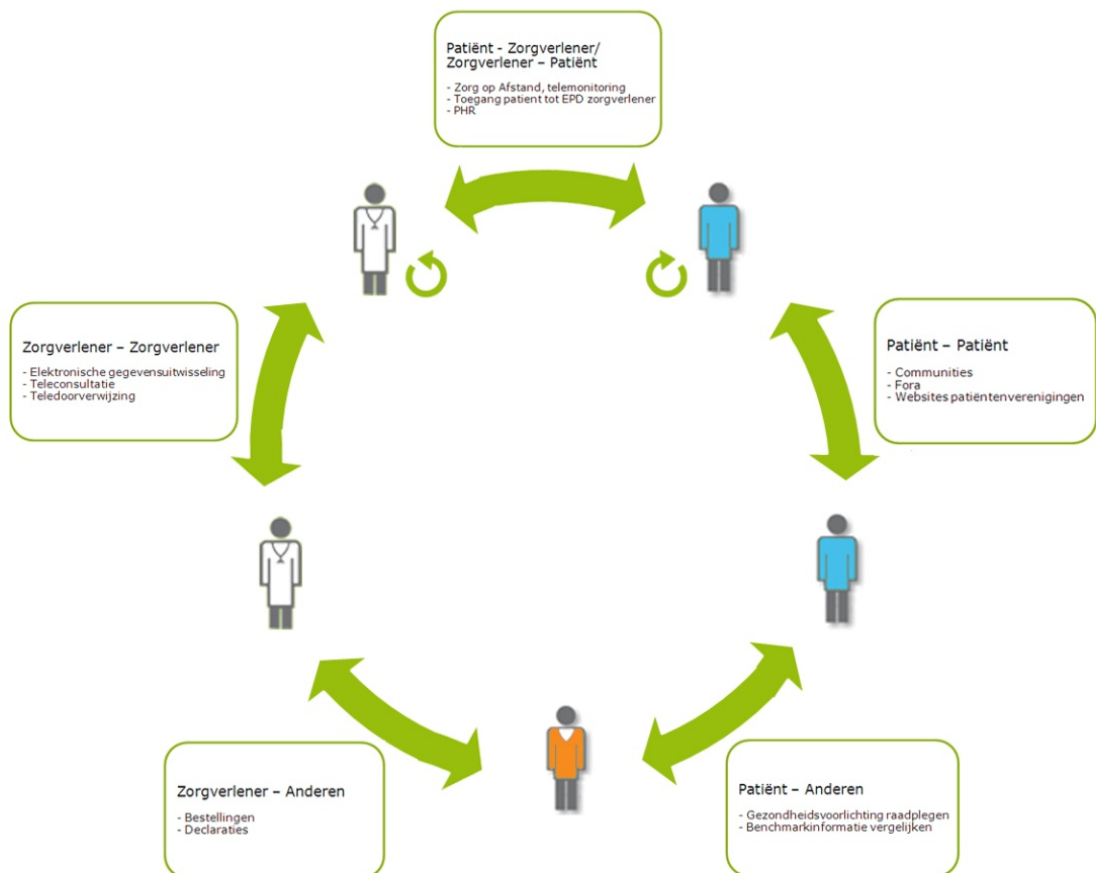 Patiënt - Zorgverlener/
Zorgverlener – Patiënt
- Zorg op Afstand, telemonitoring
- Toegang patient tot EPD zorgverlener
- PHR
Zorgverlener – Zorgverlener
- Elektronische gegevensuitwisseling
- Teleconsultatie
- Teledoorverwijzing
Patiënt – Patiënt
- Communities
- Fora
- Websites patiëntenverenigingen
Zorgverlener – Anderen
- Bestellingen
- Declaraties
Patiënt – Anderen
- Gezondheidsvoorlichting raadplegen
- Benchmarkinformatie vergelijken